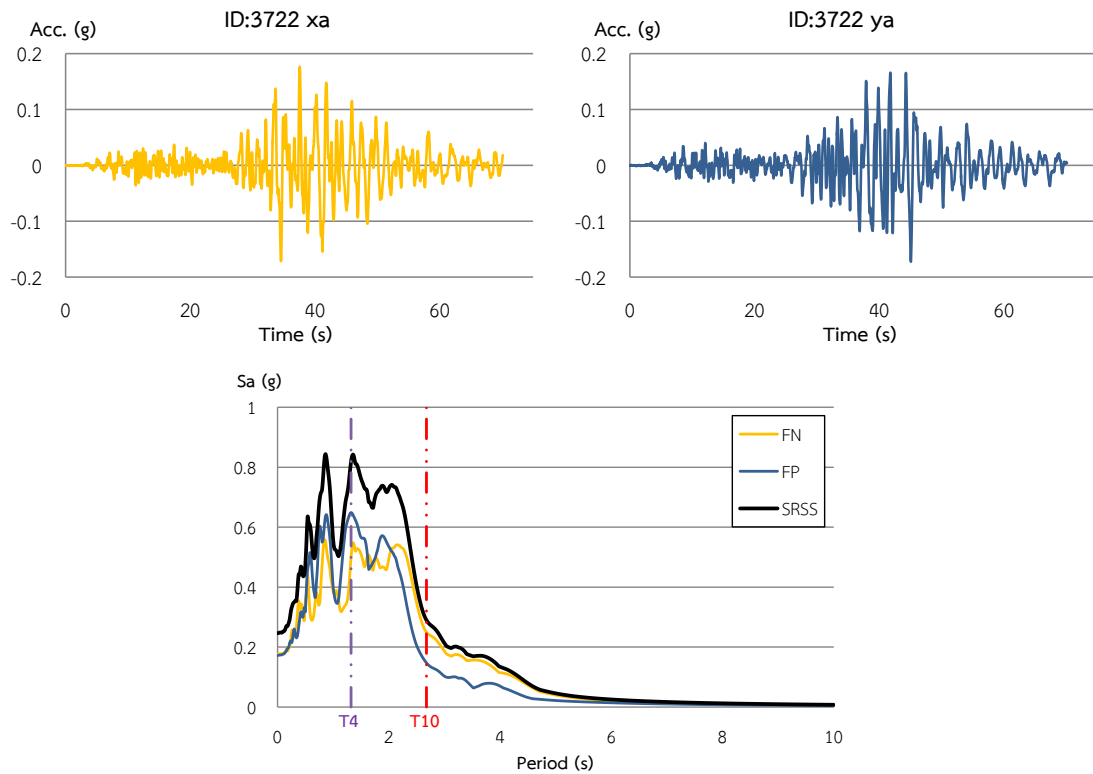 ID:3722 xa
Acc. (g)
0.2
0.1
0
-0.1
-0.2
0
20
40
60
Time (s)
ID:3722 ya
Acc. (g)
0.2
0.1
0
-0.1
-0.2
0
20
40
60
Time (s)
Sa (g)
1
0.8
0.6
0.4
0.2
0
FN
FP
SRSS
T4
T10
0
2
4
6
8
10
Period (s)